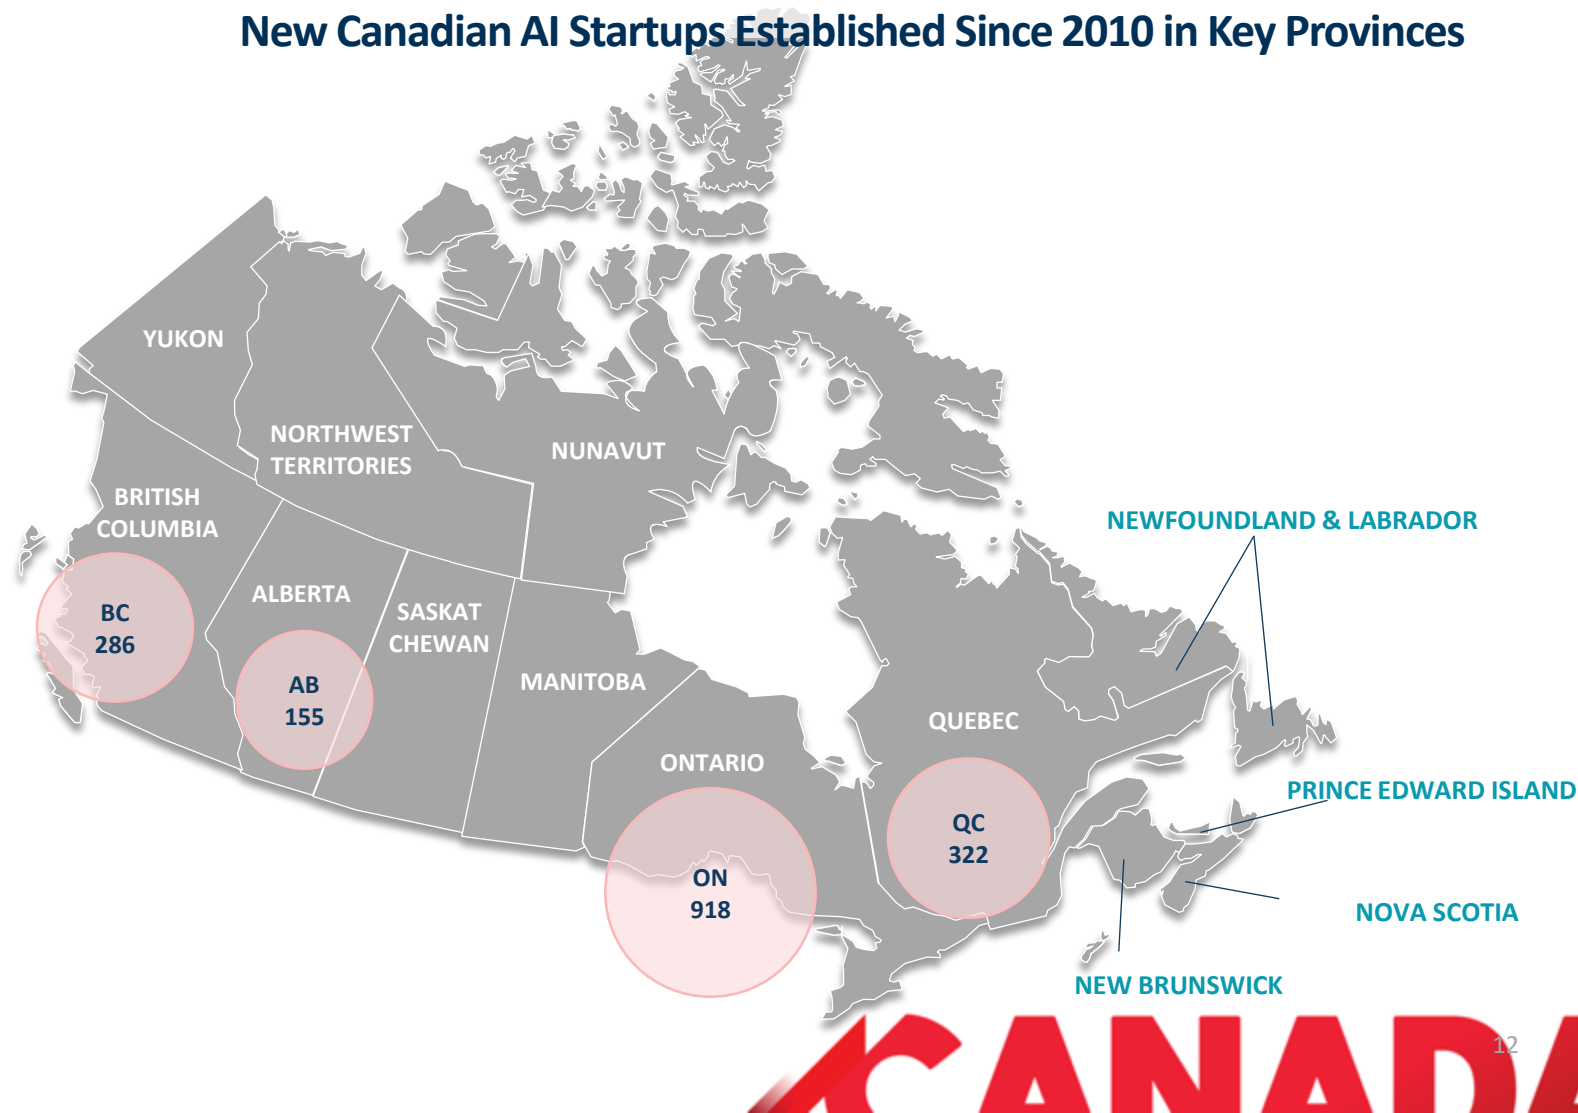 New Canadian AI Startups Established Since 2010 in Key Provinces
YUKON
NORTHWEST
TERRITORIES
NUNAVUT
BRITISH
COLUMBIA
BC
286
ALBERTA
AB
155
SASKAT
CHEWAN
MANITOBA
ONTARIO
ON
918
QUEBEC
QC
322
NEWFOUNDLAND & LABRADOR
PRINCE EDWARD ISLAND
NOVA SCOTIA
NEW BRUNSWICK
CANADA
12